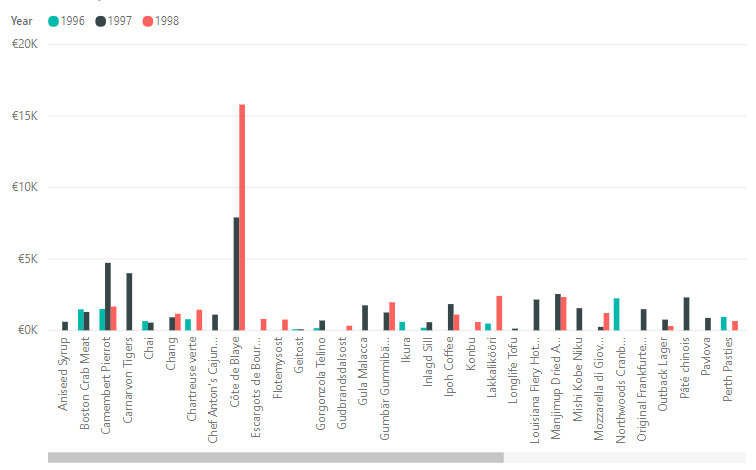 Year 1996 1997 1998
€20K
€15K
€10K
€5K
€0K
Aniseed Syrup
Boston Crab Meat
Camembert Pierrot
Carnarvon Tigers
Chai
Chang
Chartreuse verte
Chef Anton's Cajun...
Côte de Blaye
Escargots de Bour...
Flotemysost
Geitost
Gorgonzola Telino
Gudbrandsdalsost
Gula Malacca
Gumbär Gummibä...
Ikura
Inlagd Sill
Ipoh Coffee
Konbu
Lakkalikööri
Longlife Tofu
Louisiana Fiery Hot...
Manjimup Dried A...
Mishi Kobe Niku
Mozzarella di Giov...
Northwoods Cranb...
Original Frankfurte...
Outback Lager
Pâté chinois
Pavlova
Perth Pasties